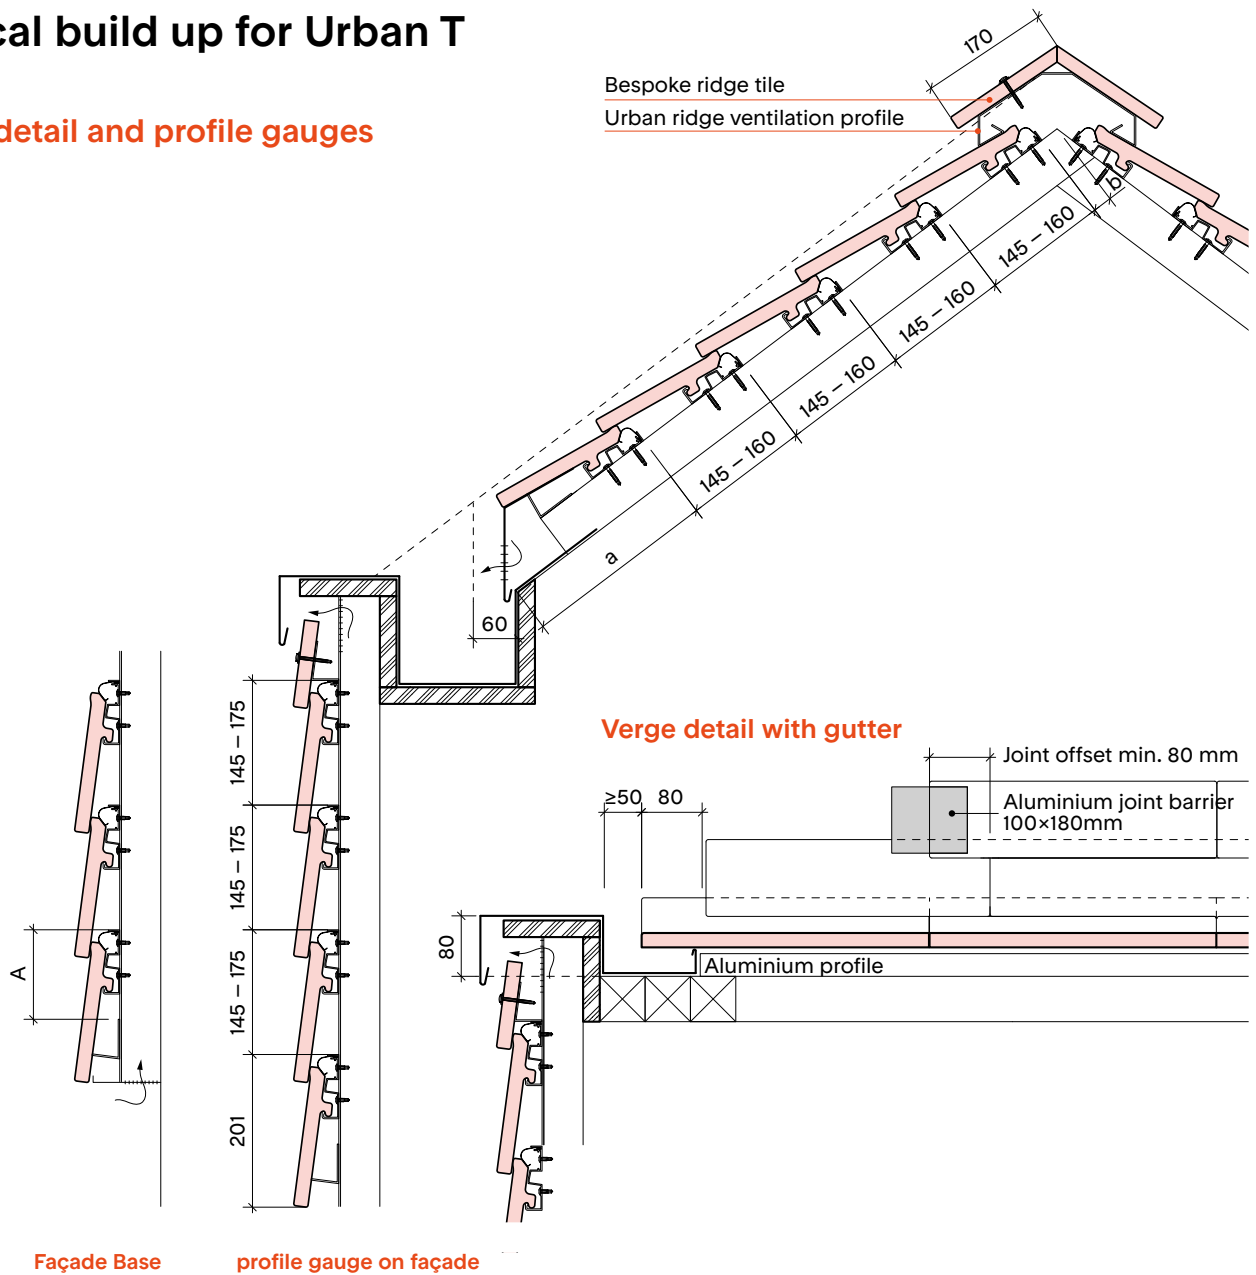 cal build up for Urban T
detail and profile gauges
170
Bespoke ridge tile
Urban ridge ventilation profile
b
145 – 160
145 – 160
145 – 160
145 – 160
a
60
145 – 175
145 – 175
145 – 175
201
A
Verge detail with gutter
Joint offset min. 80 mm
≥50 80
Aluminium joint barrier
100×180mm
80
Aluminium profile
Façade Base
profile gauge on façade